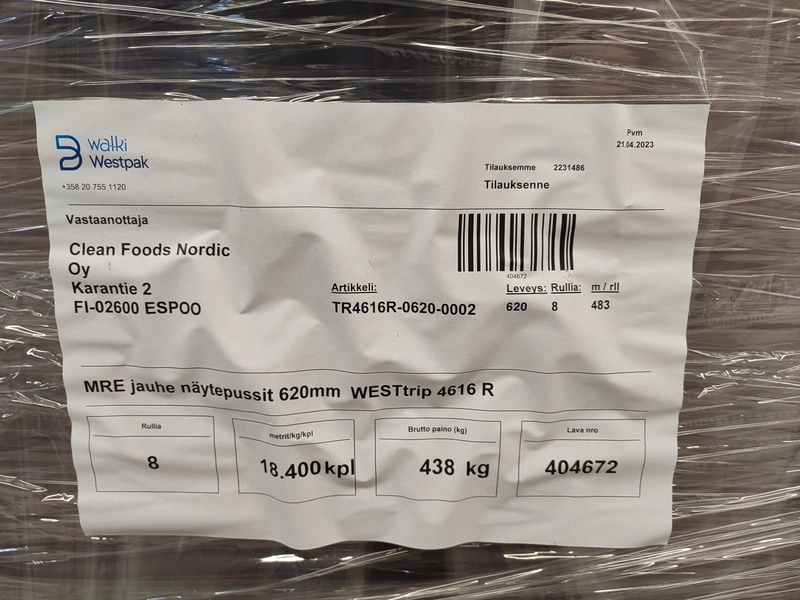 walki
Westpak
+358 20 755 1120
Pvm
21.04.2023
Tilauksemme 2231486
Tilauksenne
Vastaanottaja
Clean Foods Nordic
Oy
Karantie 2
FI-02600 ESPOO
404672
Artikkeli: Leveys: Rullia: m / rll
TR4616R-0620-0002 620 8 483
MRE jauhe näytepussit 620mm WESTtrip 4616 R
Rullia metrit/kg/kpl Brutto paino (kg) Lava nro
8 18.400 kpl 438 kg 404672